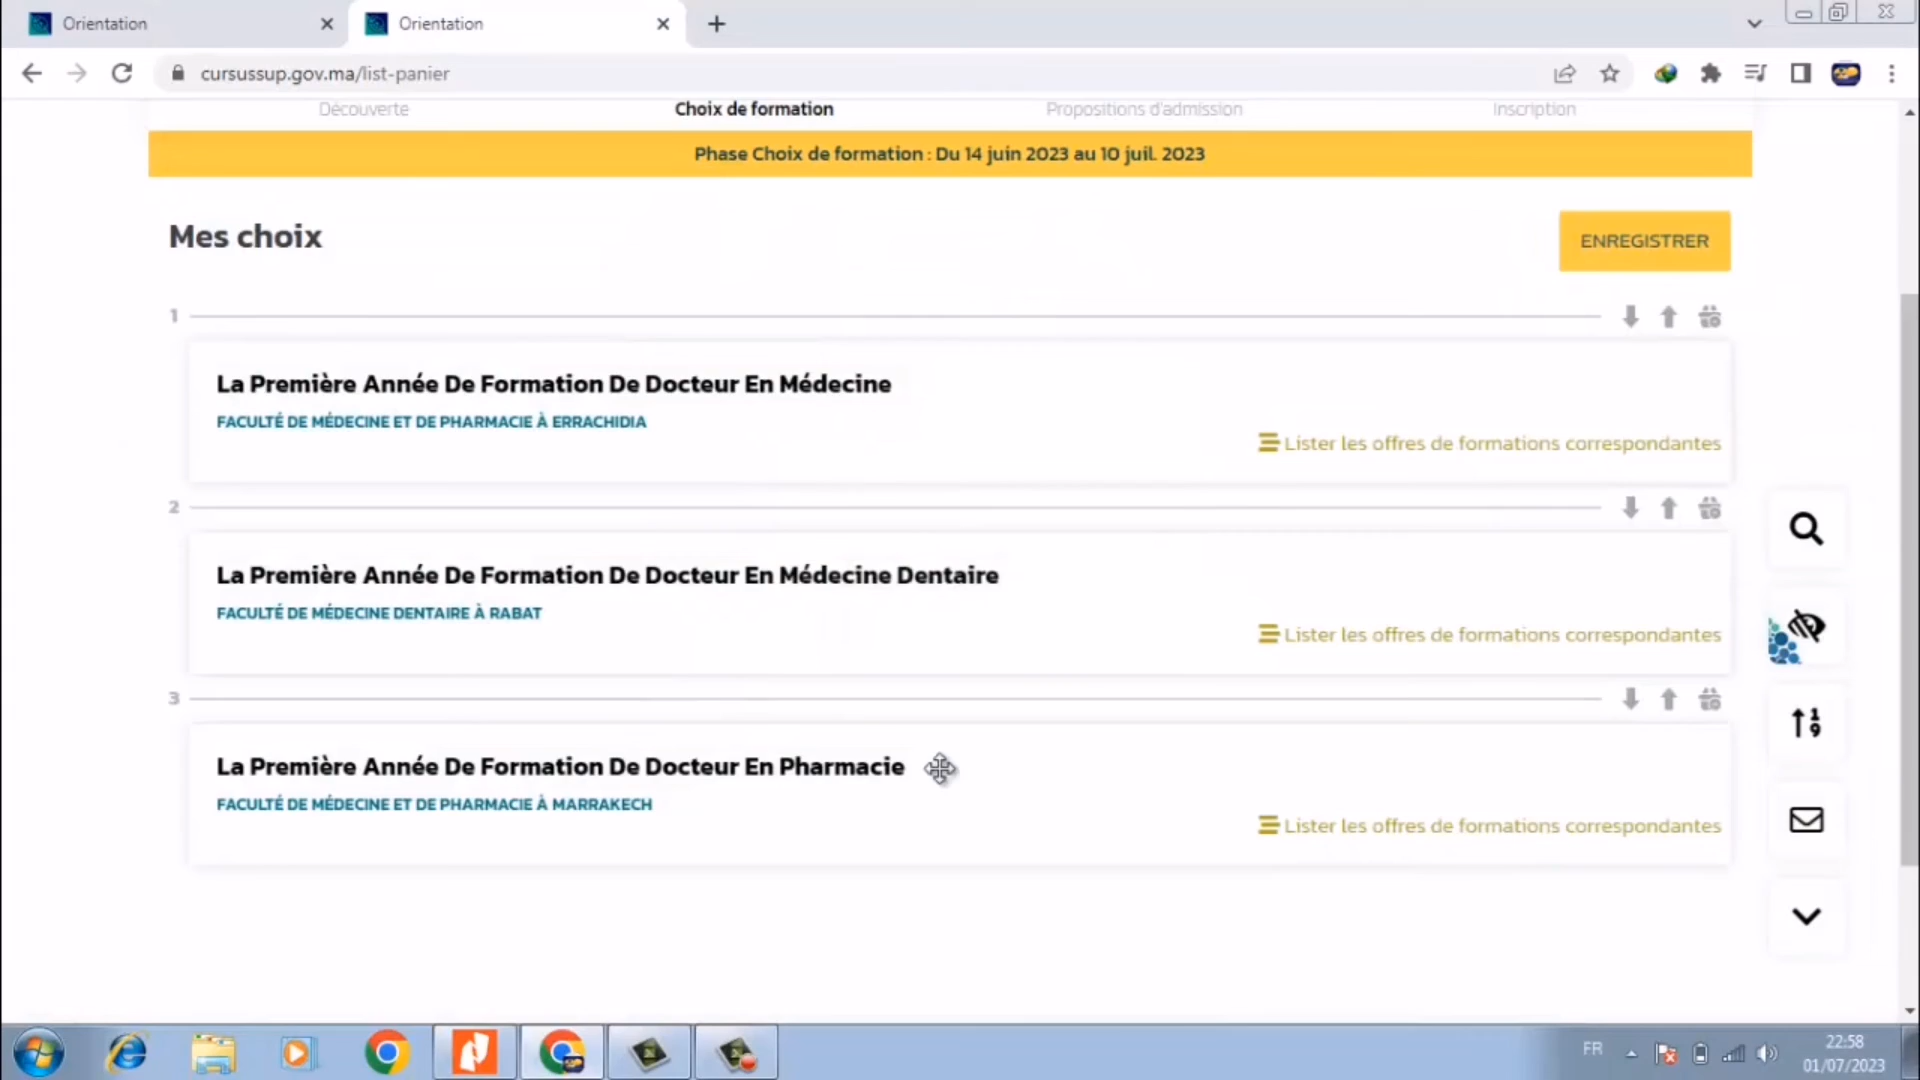 Orientation
Orientation
cursussup.gov.ma/list-panier
Découverte
Choix de formation
Propositions d'admission
Inscription
Phase Choix de formation : Du 14 juin 2023 au 10 juil. 2023
Mes choix
ENREGISTRER
1
La Première Année De Formation De Docteur En Médecine
FACULTÉ DE MÉDECINE ET DE PHARMACIE À ERRACHIDIA
Lister les offres de formations correspondantes
2
La Première Année De Formation De Docteur En Médecine Dentaire
FACULTÉ DE MÉDECINE DENTAIRE À RABAT
Lister les offres de formations correspondantes
3
La Première Année De Formation De Docteur En Pharmacie
FACULTÉ DE MÉDECINE ET DE PHARMACIE À MARRAKECH
Lister les offres de formations correspondantes
1
9
FR
22:58
01/07/2023